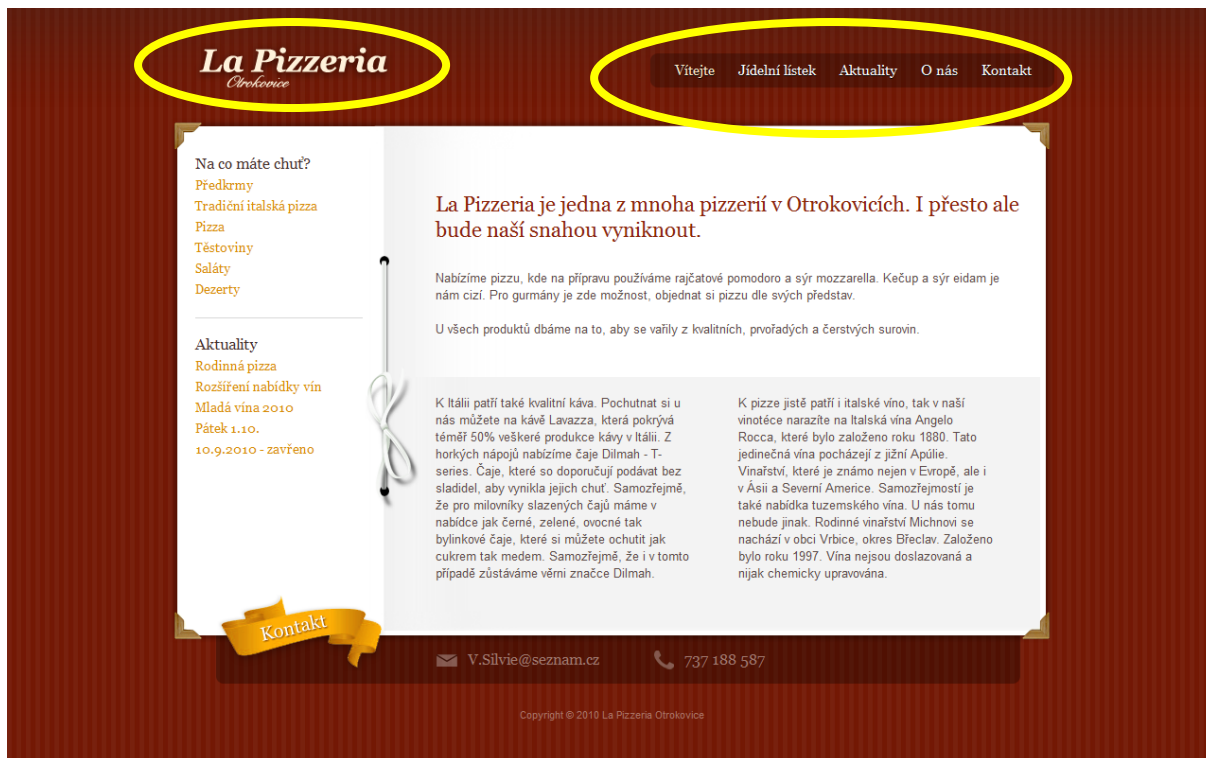 La Pizzeria
Otrokovice
Vítejte Jídelní lístek Aktuality O nás Kontakt
Na co máte chuť?
Předkrmy
Tradiční italská pizza
Pizza
Těstoviny
Saláty
Dezerty
Aktuality
Rodinná pizza
Rozšíření nabídky vín
Mladá vína 2010
Pátek 1.10.
10.9.2010 - zavřeno
Kontakt
La Pizzeria je jedna z mnoha pizzerií v Otrokovicích. I přesto ale
bude naší snahou vyniknout.
Nabízíme pizzu, kde na přípravu používáme rajčatové pomodoro a sýr mozzarella. Kečup a sýr eidam je
nám cizí. Pro gurmány je zde možnost, objednat si pizzu dle svých představ.
U všech produktů dbáme na to, aby se vařily z kvalitních, prvořadých a čerstvých surovin.
K Itálii patří také kvalitní káva. Pochutnat si u
nás můžete na kávě Lavazza, která pokrývá
téměř 50% veškeré produkce kávy v Itálii. Z
horkých nápojů nabízíme čaje Dilmah - T-
series. Čaje, které so doporučují podávat bez
sladidel, aby vynikla jejich chuť. Samozřejmě,
že pro milovníky slazených čajů máme v
nabídce jak černé, zelené, ovocné tak
bylinkové čaje, které si můžete ochutit jak
cukrem tak medem. Samozřejmě, že i v tomto
případě zůstáváme věrni značce Dilmah.
K pizze jistě patří i italské víno, tak v naší
vinotéce narazíte na Italská vína Angelo
Rocca, které bylo založeno roku 1880. Tato
jedinečná vína pocházejí z jižní Apúlie.
Vinařství, které je známo nejen v Evropě, ale i
v Ásii a Severní Americe. Samozřejmostí je
také nabídka tuzemského vína. U nás tomu
nebude jinak. Rodinné vinařství Michnovi se
nachází v obci Vrbice, okres Břeclav. Založeno
bylo roku 1997. Vína nejsou doslazovaná a
nijak chemicky upravována.
V.Silvie@seznam.cz 737 188 587
Copyright © 2010 La Pizzeria Otrokovice